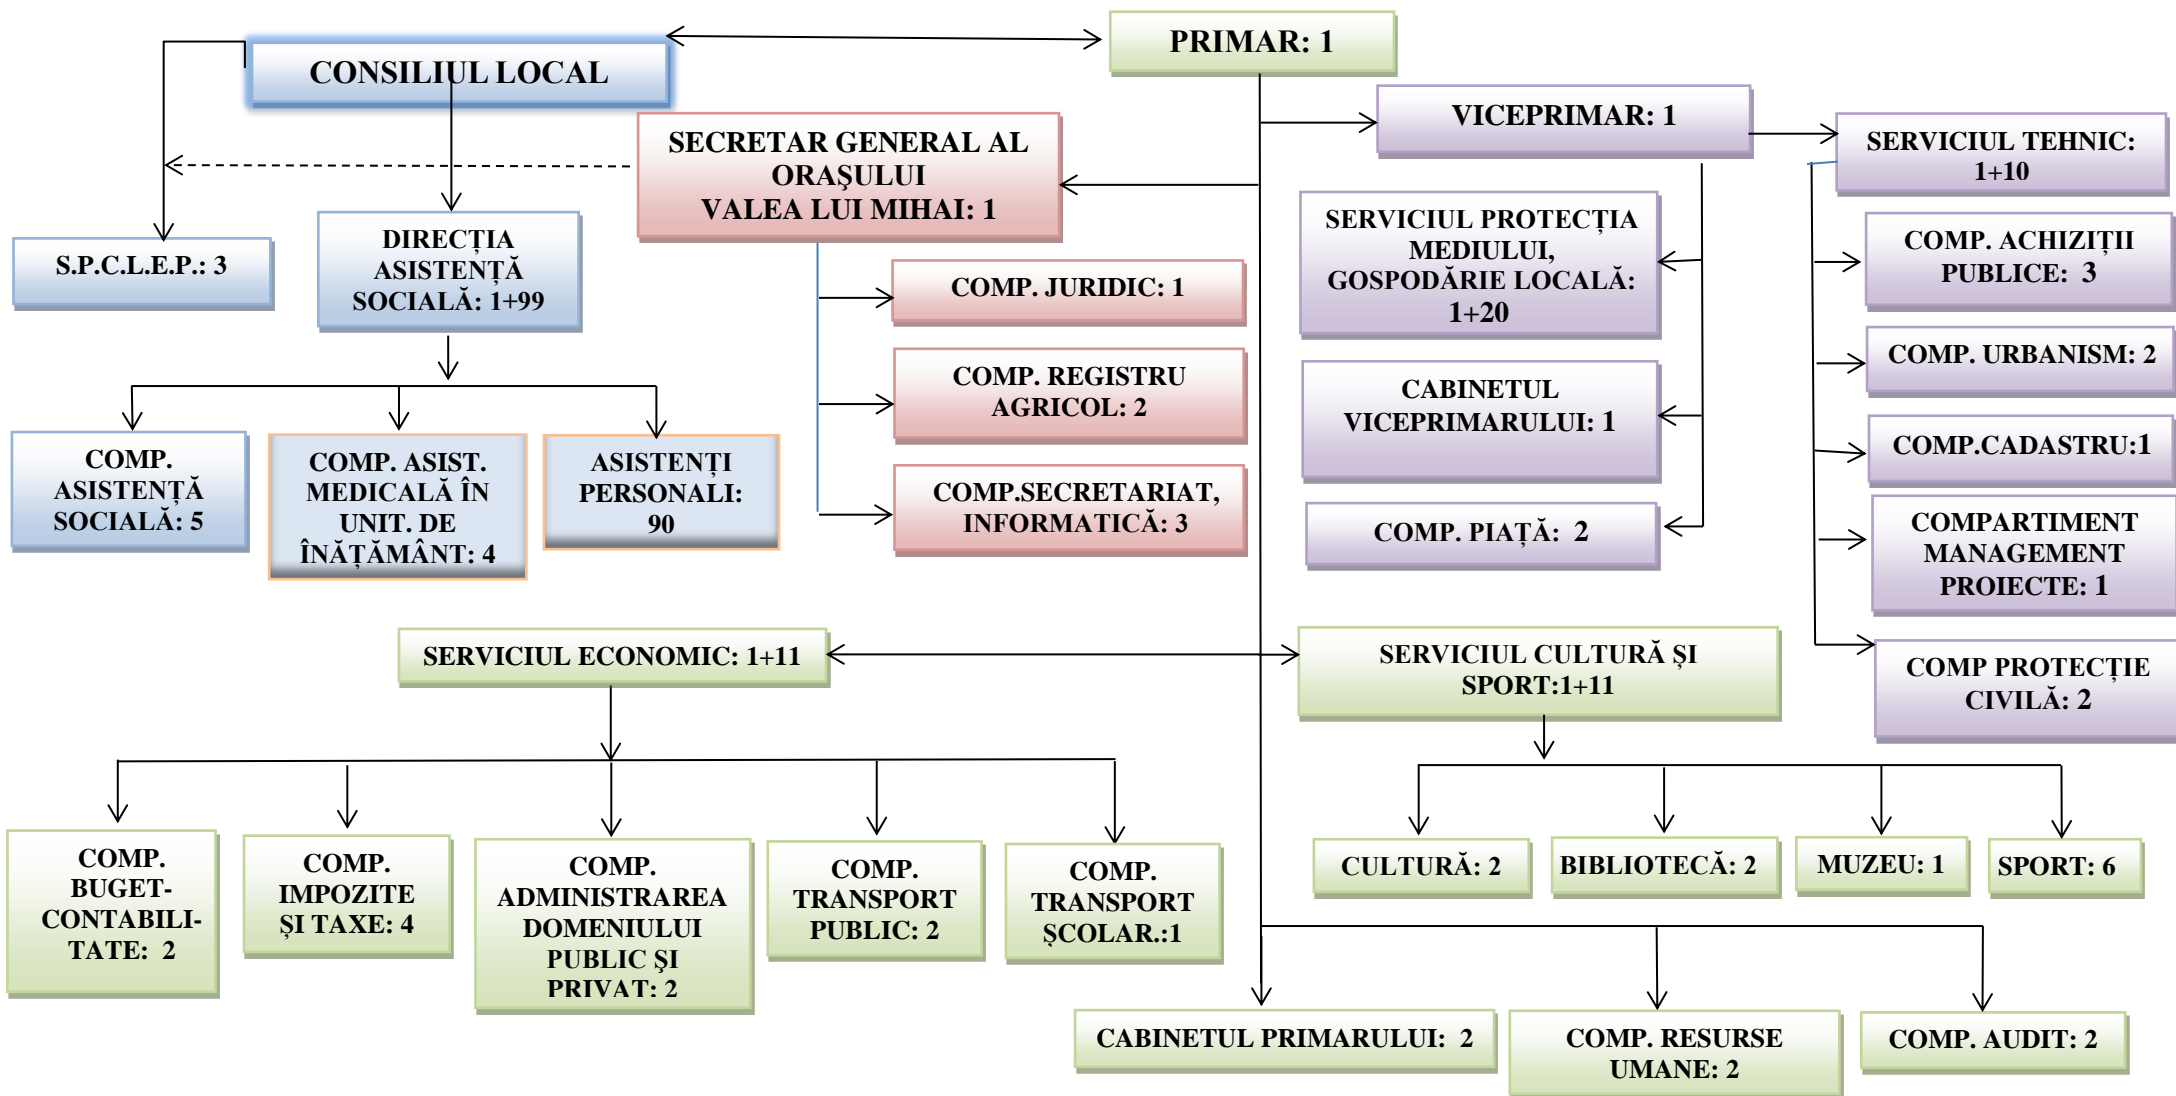 PRIMAR: 1
CONSILIUL LOCAL
VICEPRIMAR: 1
SECRETAR GENERAL AL
ORAŞULUI
VALEA LUI MIHAI: 1
SERVICIUL TEHNIC:
1+10
S.P.C.L.E.P.: 3
DIRECȚIA
ASISTENȚĂ
SOCIALĂ: 1+99
SERVICIUL PROTECȚIA
MEDIULUI,
GOSPODĂRIE LOCALĂ:
1+20
COMP. ACHIZIȚII
PUBLICE: 3
COMP. JURIDIC: 1
COMP. URBANISM: 2
COMP. REGISTRU
AGRICOL: 2
CABINETUL
VICEPRIMARULUI: 1
COMP.CADASTRU:1
COMP.
ASISTENȚĂ
SOCIALĂ: 5
COMP. ASIST.
MEDICALĂ ÎN
UNIT. DE
ÎNĂȚĂMÂNT: 4
ASISTENȚI
PERSONALI:
90
COMP.SECRETARIAT,
INFORMATICĂ: 3
COMP. PIAȚĂ: 2
COMPARTIMENT
MANAGEMENT
PROIECTE: 1
SERVICIUL ECONOMIC: 1+11
SERVICIUL CULTURĂ ȘI
SPORT:1+11
COMP PROTECȚIE
CIVILĂ: 2
COMP.
BUGET-
CONTABILI-
TATE: 2
COMP.
IMPOZITE
ȘI TAXE: 4
COMP.
ADMINISTRAREA
DOMENIULUI
PUBLIC ŞI
PRIVAT: 2
COMP.
TRANSPORT
PUBLIC: 2
COMP.
TRANSPORT
ȘCOLAR.:1
CULTURĂ: 2
BIBLIOTECĂ: 2
MUZEU: 1
SPORT: 6
CABINETUL PRIMARULUI: 2
COMP. RESURSE
UMANE: 2
COMP. AUDIT: 2